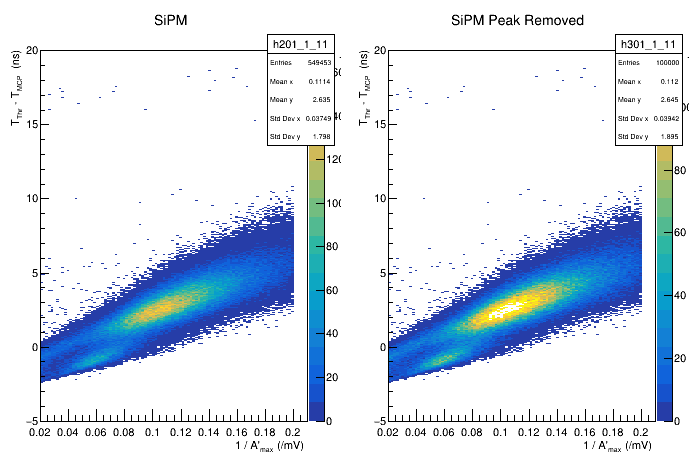 SiPM
h201_1_11
Entries 549453
Mean x 0.1114
Mean y 2.635
Std Dev x 0.03749
Std Dev y 1.798
T_Thr - T_MCP (ns)
20
15
10
5
0
−5
120
100
80
60
40
20
0
0.02 0.04 0.06 0.08 0.1 0.12 0.14 0.16 0.18 0.2
1 / A'_max (/mV)
SiPM Peak Removed
h301_1_11
Entries 100000
Mean x 0.112
Mean y 2.645
Std Dev x 0.03942
Std Dev y 1.895
T_Thr - T_MCP (ns)
20
15
10
5
0
−5
80
60
40
20
0
0.02 0.04 0.06 0.08 0.1 0.12 0.14 0.16 0.18 0.2
1 / A'_max (/mV)